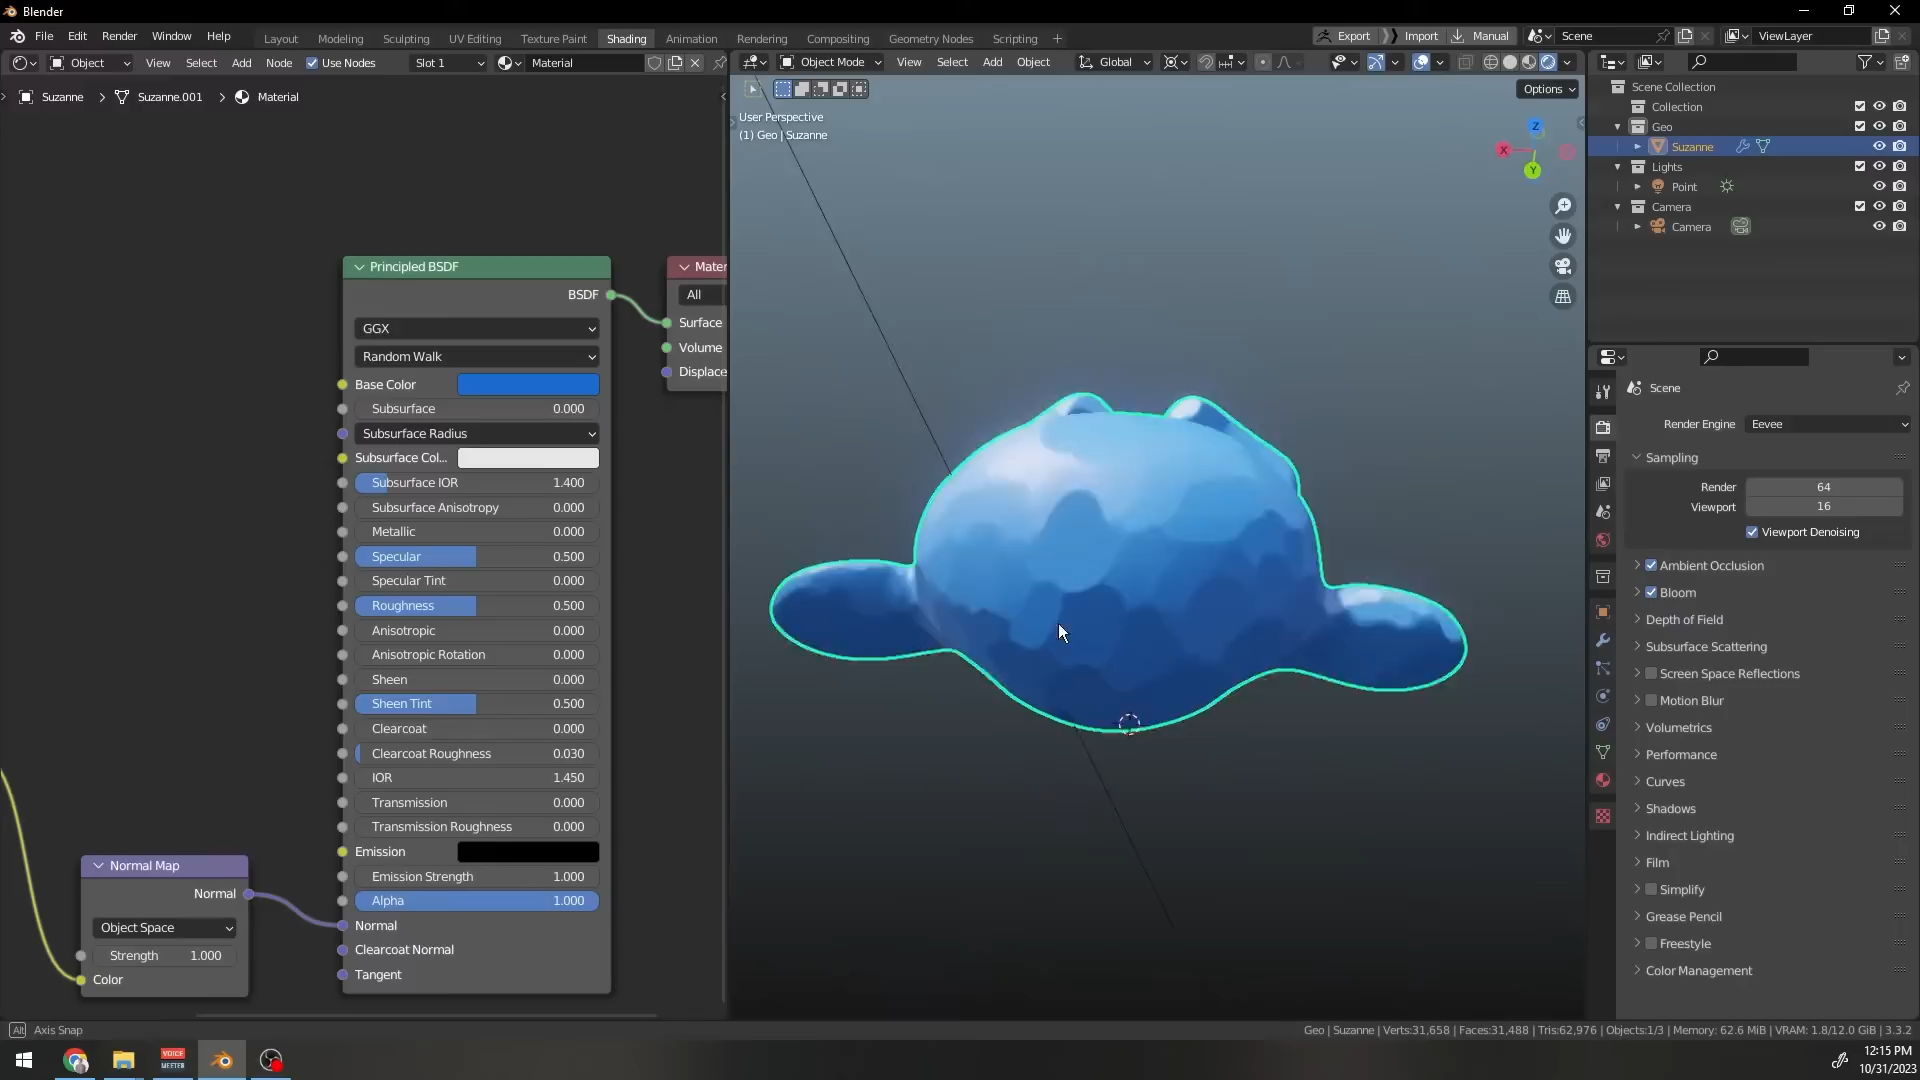 Blender
File Edit Render Window Help
Layout Modeling Sculpting UV Editing Texture Paint Shading Animation Rendering Compositing Geometry Nodes Scripting +
Export Import Manual
Scene
ViewLayer
Object View Select Add Node Use Nodes Slot 1 Material
Object Mode View Select Add Object Global
Suzanne > Suzanne.001 > Material
Options
User Perspective
(1) Geo | Suzanne
Z
X
Y
Scene Collection
Collection
Geo
Suzanne
Lights
Point
Camera
Camera
Principled BSDF
BSDF
GGX
Random Walk
Base Color
Subsurface 0.000
Subsurface Radius
Subsurface Col...
Subsurface IOR 1.400
Subsurface Anisotropy 0.000
Metallic 0.000
Specular 0.500
Specular Tint 0.000
Roughness 0.500
Anisotropic 0.000
Anisotropic Rotation 0.000
Sheen 0.000
Sheen Tint 0.500
Clearcoat 0.000
Clearcoat Roughness 0.030
IOR 1.450
Transmission 0.000
Transmission Roughness 0.000
Emission
Emission Strength 1.000
Alpha 1.000
Normal
Clearcoat Normal
Tangent
Mater
All
Surface
Volume
Displace
Normal Map
Normal
Object Space
Strength 1.000
Color
Scene
Render Engine Eevee
Sampling
Render 64
Viewport 16
Viewport Denoising
Ambient Occlusion
Bloom
Depth of Field
Subsurface Scattering
Screen Space Reflections
Motion Blur
Volumetrics
Performance
Curves
Shadows
Indirect Lighting
Film
Simplify
Grease Pencil
Freestyle
Color Management
Alt Axis Snap
Geo | Suzanne | Verts:31,658 | Faces:31,488 | Tris:62,976 | Objects:1/3 | Memory: 62.6 MiB | VRAM: 1.8/12.0 GiB | 3.3.2
VOICE
MEETER
12:15 PM
10/31/2023